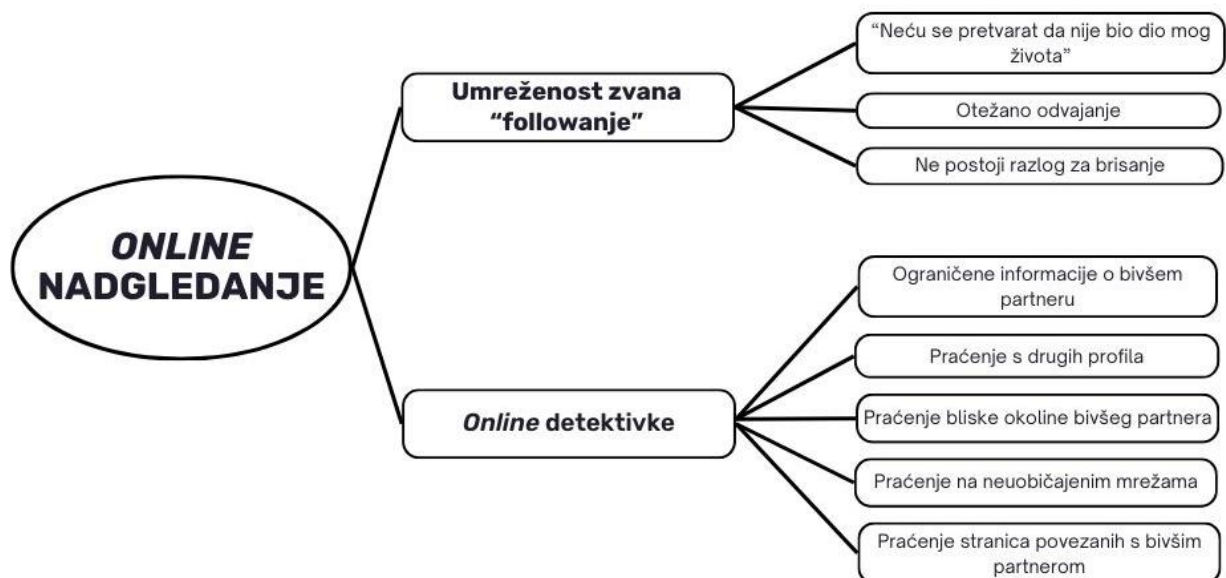 ONLINE
NADGLEDANJE
Umreženost zvana
“followanje”
“Neću se pretvarat da nije bio dio mog
života”
Otežano odvajanje
Ne postoji razlog za brisanje
Online detektivke
Ograničene informacije o bivšem
partneru
Praćenje s drugih profila
Praćenje bliske okoline bivšeg partnera
Praćenje na neuobičajenim mrežama
Praćenje stranica povezanih s bivšim
partnerom